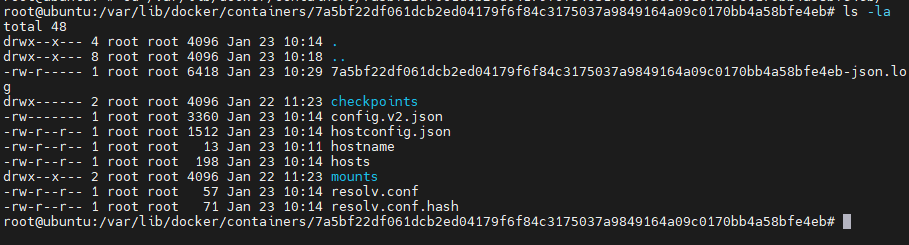 root@ubuntu:/var/lib/docker/containers/7a5bf22df061dcb2ed04179f6f84c3175037a9849164a09c0170bb4a58bfe4eb# ls -la
total 48
drwx--x--- 4 root root 4096 Jan 23 10:14 .
drwx--x--- 8 root root 4096 Jan 23 10:18 ..
-rw-r----- 1 root root 6418 Jan 23 10:29 7a5bf22df061dcb2ed04179f6f84c3175037a9849164a09c0170bb4a58bfe4eb-json.lo
g
drwx------ 2 root root 4096 Jan 22 11:23 checkpoints
-rw------- 1 root root 3360 Jan 23 10:14 config.v2.json
-rw-r--r-- 1 root root 1512 Jan 23 10:14 hostconfig.json
-rw-r--r-- 1 root root   13 Jan 23 10:11 hostname
-rw-r--r-- 1 root root  198 Jan 23 10:14 hosts
drwx--x--- 2 root root 4096 Jan 22 11:23 mounts
-rw-r--r-- 1 root root   57 Jan 23 10:14 resolv.conf
-rw-r--r-- 1 root root   71 Jan 23 10:14 resolv.conf.hash
root@ubuntu:/var/lib/docker/containers/7a5bf22df061dcb2ed04179f6f84c3175037a9849164a09c0170bb4a58bfe4eb#